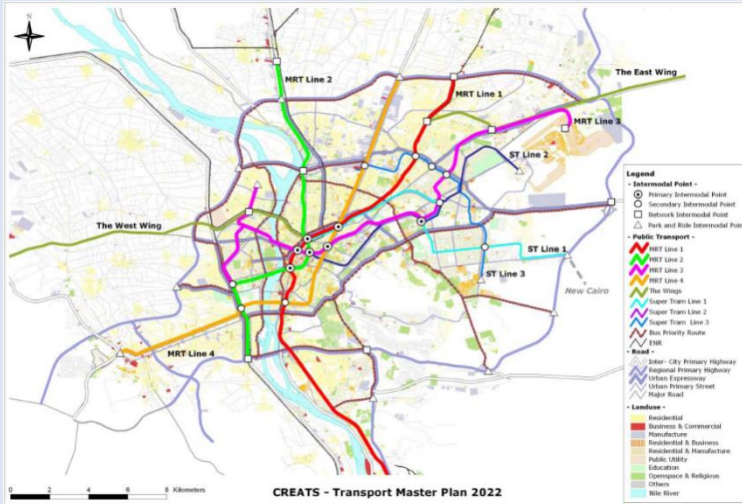 N
MRT Line 2
MRT Line 1
The East Wing
MRT Line 3
ST Line 2
The West Wing
ST Line 1
ST Line 3
New Cairo
MRT Line 4
Legend
- Intermodal Point -
Primary Intermodal Point
Secondary Intermodal Point
Network Intermodal Point
Park and Ride Intermodal Point
- Public Transport -
MRT Line 1
MRT Line 2
MRT Line 3
MRT Line 4
The Wings
Super Tram Line 1
Super Tram Line 2
Super Tram Line 3
Bus Priority Route
ENR
- Road -
Inter- City Primary Highway
Regional Primary Highway
Urban Expressway
Urban Primary Street
Major Road
- Landuse -
Residential
Business & Commercial
Manufacture
Residential & Business
Residential & Manufacture
Public Utility
Education
Openspace & Religious
Others
Nile River
0 2 4 6 8 Kilometers
CREATS - Transport Master Plan 2022